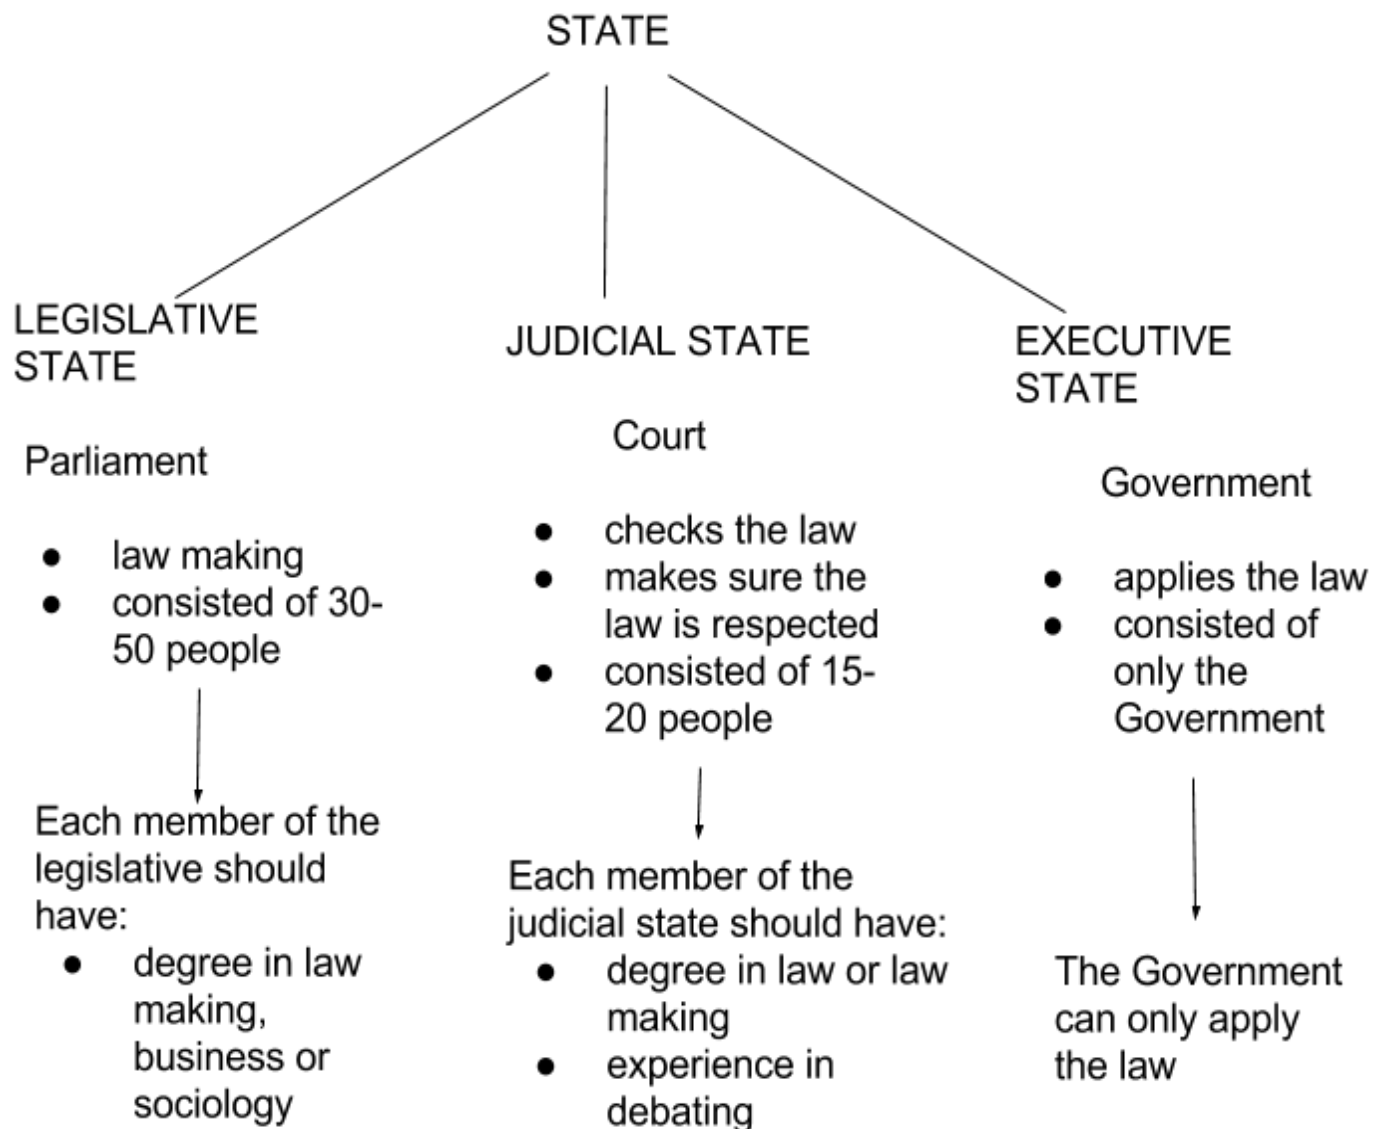 STATE
LEGISLATIVE
STATE
Parliament
● law making
● consisted of 30-
50 people
Each member of the
legislative should
have:
● degree in law
making,
business or
sociology
JUDICIAL STATE
Court
● checks the law
● makes sure the
law is respected
● consisted of 15-
20 people
Each member of the
judicial state should have:
● degree in law or law
making
● experience in
debating
EXECUTIVE
STATE
Government
● applies the law
● consisted of
only the
Government
The Government
can only apply
the law